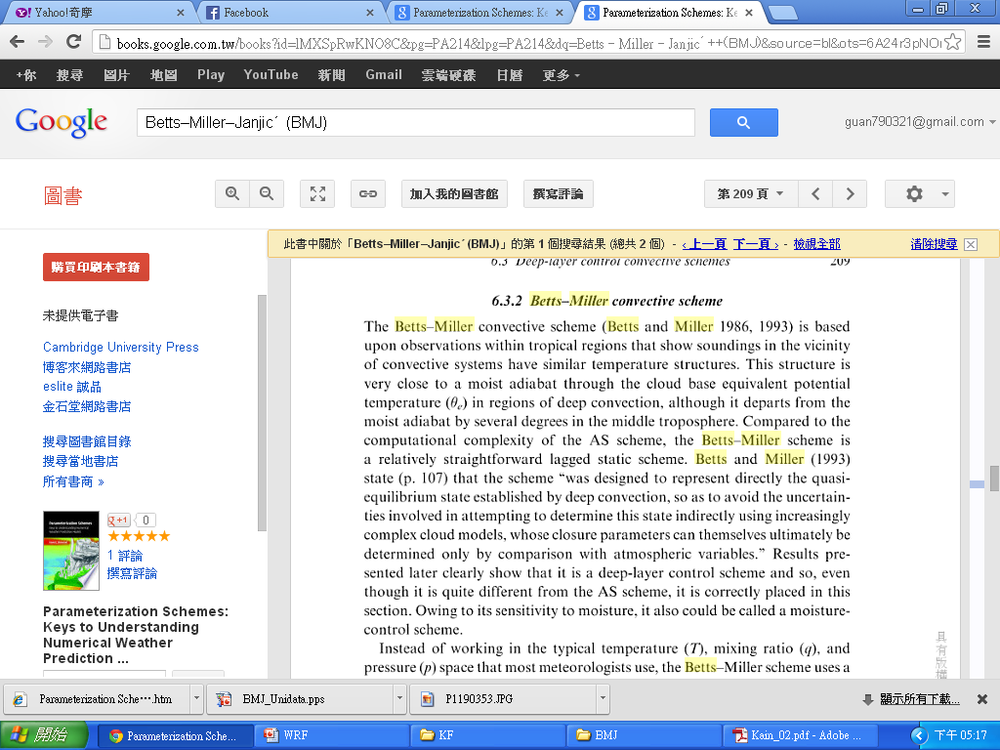 Yahoo!奇摩
Facebook
Parameterization Schemes: Ke
Parameterization Schemes: Ke
books.google.com.tw/books?id=lMXSpRwKNO8C&pg=PA214&lpg=PA214&dq=Betts–Miller–Janjic´++(BMJ)&source=bl&ots=6A24r3pNO
+你 搜尋 圖片 地圖 Play YouTube 新聞 Gmail 雲端硬碟 日曆 更多
Google
Betts–Miller–Janjic´ (BMJ)
guan790321@gmail.com
圖書
加入我的圖書館
撰寫評論
第 209 頁
此書中關於「Betts–Miller–Janjic´(BMJ)」的第 1 個搜尋結果 (總共 2 個) - ‹ 上一頁 下一頁 › - 檢視全部
清除搜尋
購買印刷本書籍
未提供電子書
Cambridge University Press
博客來網路書店
eslite 誠品
金石堂網路書店
搜尋圖書館目錄
搜尋當地書店
所有書商 »
g+1 0
1 評論
撰寫評論
Parameterization Schemes:
Keys to Understanding
Numerical Weather
Prediction ...
6.3 Deep-layer control convective schemes 209
6.3.2 Betts–Miller convective scheme
The Betts–Miller convective scheme (Betts and Miller 1986, 1993) is based
upon observations within tropical regions that show soundings in the vicinity
of convective systems have similar temperature structures. This structure is
very close to a moist adiabat through the cloud base equivalent potential
temperature (θe) in regions of deep convection, although it departs from the
moist adiabat by several degrees in the middle troposphere. Compared to the
computational complexity of the AS scheme, the Betts–Miller scheme is
a relatively straightforward lagged static scheme. Betts and Miller (1993)
state (p. 107) that the scheme “was designed to represent directly the quasi-
equilibrium state established by deep convection, so as to avoid the uncertain-
ties involved in attempting to determine this state indirectly using increasingly
complex cloud models, whose closure parameters can themselves ultimately be
determined only by comparison with atmospheric variables.” Results pre-
sented later clearly show that it is a deep-layer control scheme and so, even
though it is quite different from the AS scheme, it is correctly placed in this
section. Owing to its sensitivity to moisture, it also could be called a moisture-
control scheme.
Instead of working in the typical temperature (T), mixing ratio (q), and
pressure (p) space that most meteorologists use, the Betts–Miller scheme uses a
具有版權
Parameterization Sche⋯.htm
BMJ_Unidata.pps
P1190353.JPG
顯示所有下載...
開始
Parameterization Sche...
WRF
KF
BMJ
Kain_02.pdf - Adobe ...
下午 05:17